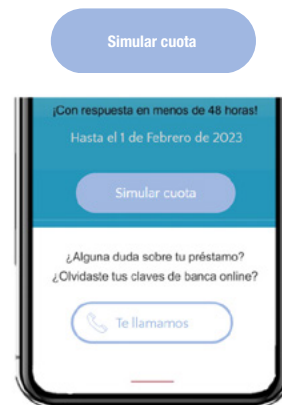 Simular cuota
¡Con respuesta en menos de 48 horas!
Hasta el 1 de Febrero de 2023
Simular cuota
¿Alguna duda sobre tu préstamo?
¿Olvidaste tus claves de banca online?
Te llamamos